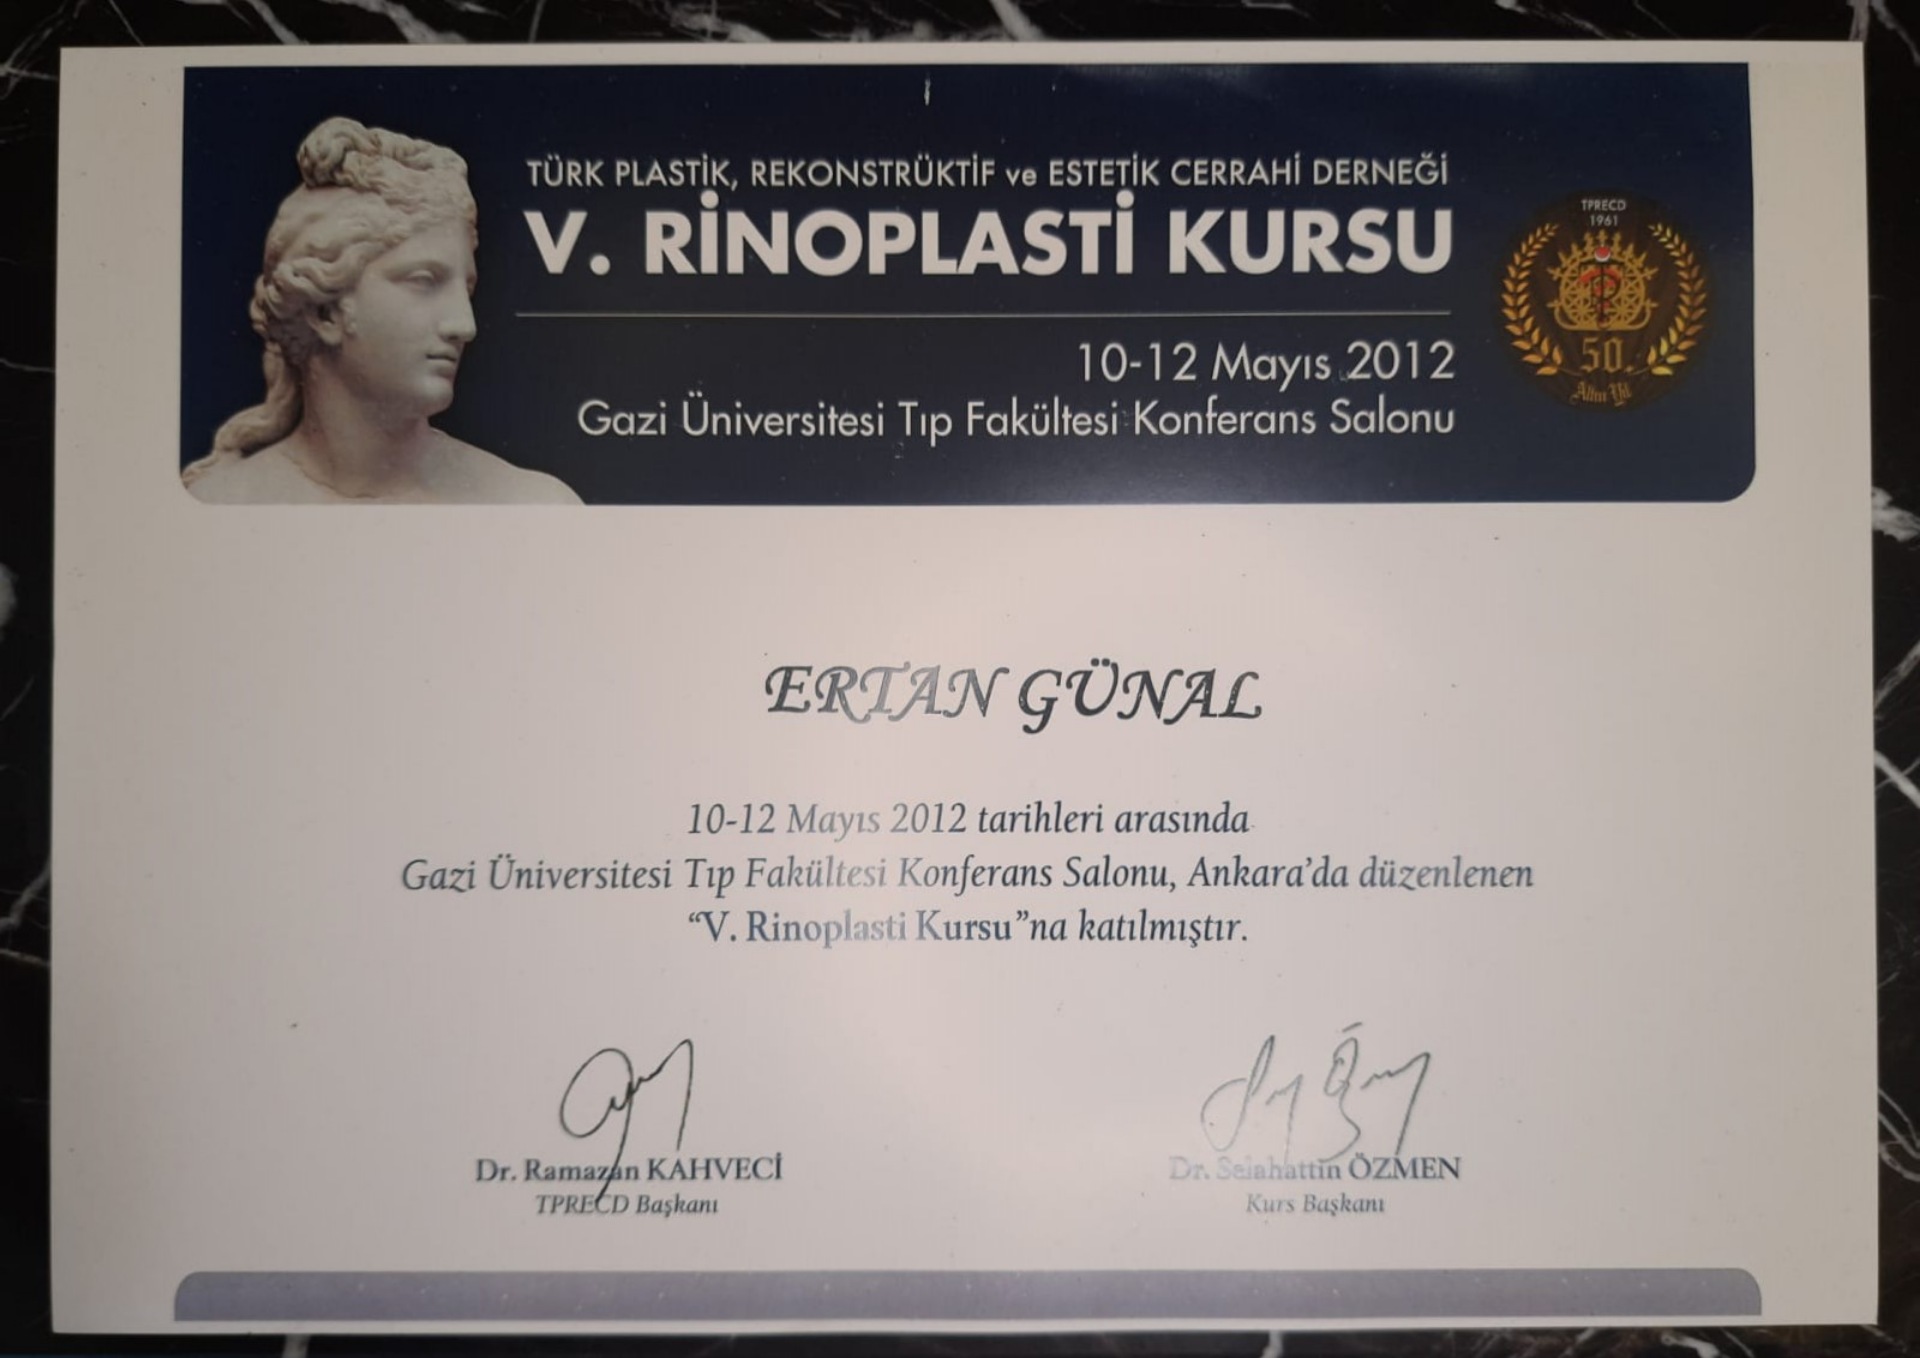 TÜRK PLASTİK, REKONSTRÜKTİF ve ESTETİK CERRAHİ DERNEĞİ
V. RİNOPLASTİ KURSU
10-12 Mayıs 2012
Gazi Üniversitesi Tıp Fakültesi Konferans Salonu
TPRECD
1961
50.
Altın Yıl
ERTAN GÜNAL
10-12 Mayıs 2012 tarihleri arasında
Gazi Üniversitesi Tıp Fakültesi Konferans Salonu, Ankara’da düzenlenen
“V. Rinoplasti Kursu”na katılmıştır.
Dr. Ramazan KAHVECİ
TPRECD Başkanı
Dr. Selahattin ÖZMEN
Kurs Başkanı